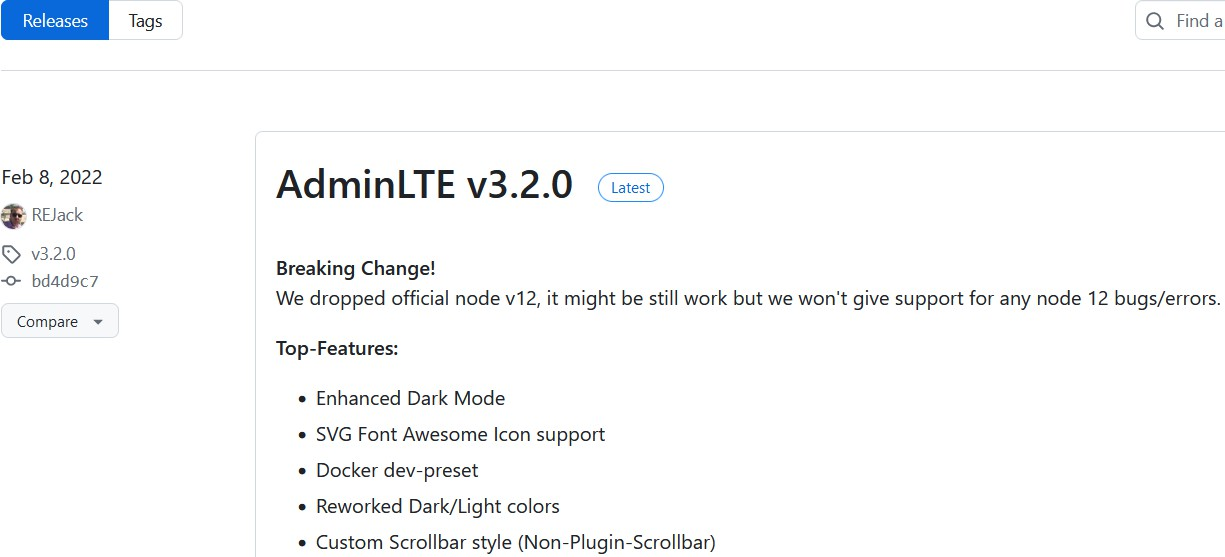 Releases
Tags
Find a
Feb 8, 2022
REJack
v3.2.0
bd4d9c7
Compare
AdminLTE v3.2.0
Latest
Breaking Change!
We dropped official node v12, it might be still work but we won't give support for any node 12 bugs/errors.
Top-Features:
• Enhanced Dark Mode
• SVG Font Awesome Icon support
• Docker dev-preset
• Reworked Dark/Light colors
• Custom Scrollbar style (Non-Plugin-Scrollbar)